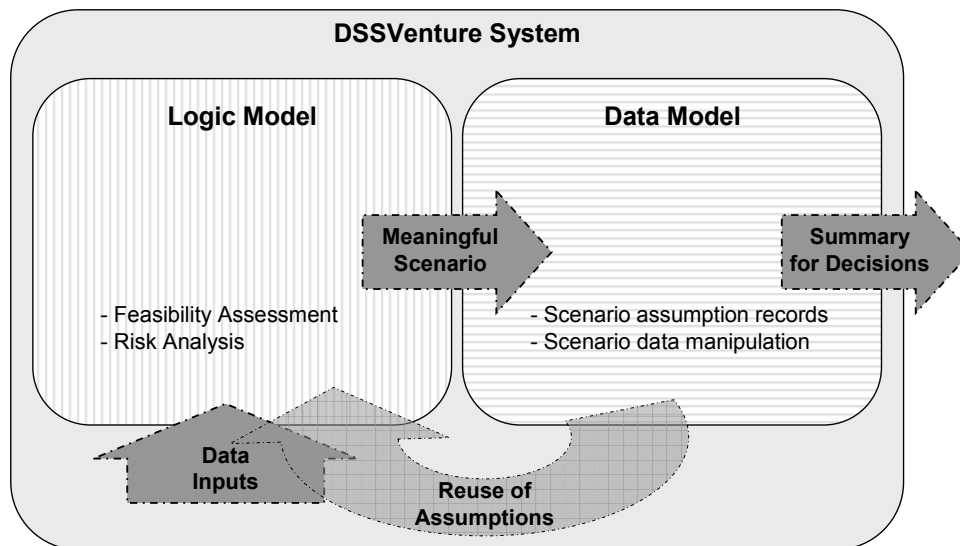 DSSVenture System
Logic Model
Data Model
Meaningful
Scenario
Summary
for Decisions
- Feasibility Assessment
- Risk Analysis
- Scenario assumption records
- Scenario data manipulation
Data
Inputs
Reuse of
Assumptions